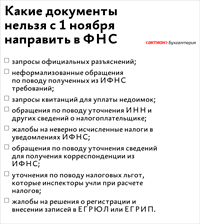 Какие документы
нельзя с 1 ноября
направить в ФНС
«актион» Бухгалтерия
запросы официальных разъяснений;
неформализованные обращения
по поводу полученных из ИФНС
требований;
запросы квитанций для уплаты недоимок;
обращения по поводу уточнения ИНН и
других сведений о налогоплательщике;
жалобы на неверно исчисленные налоги в
уведомлениях ИФНС;
обращения по поводу уточнения сведений
для получения корреспонденции из
ИФНС;
уточнения по поводу налоговых льгот,
которые инспекторы учли при расчете
налогов;
жалобы на решения о регистрации и
внесении записей в ЕГРЮЛ или ЕГРИП.